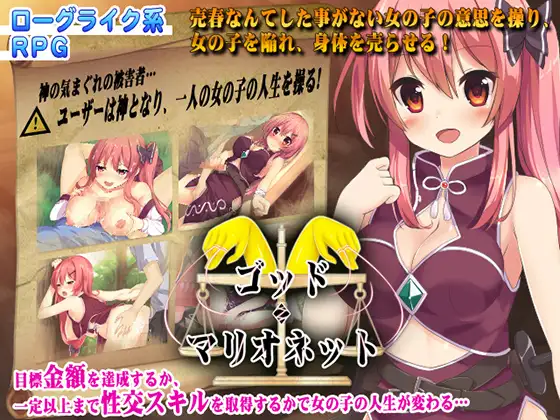 ローグライク系
RPG
売春なんてした事がない女の子の意思を操り、
女の子を陥れ、身体を売らせる!
神の気まぐれの被害者…
ユーザーは神となり、一人の女の子の人生を操る!
ゴッド
マリオネット
目標金額を達成するか、
一定以上まで性交スキルを取得するかで女の子の人生が変わる…